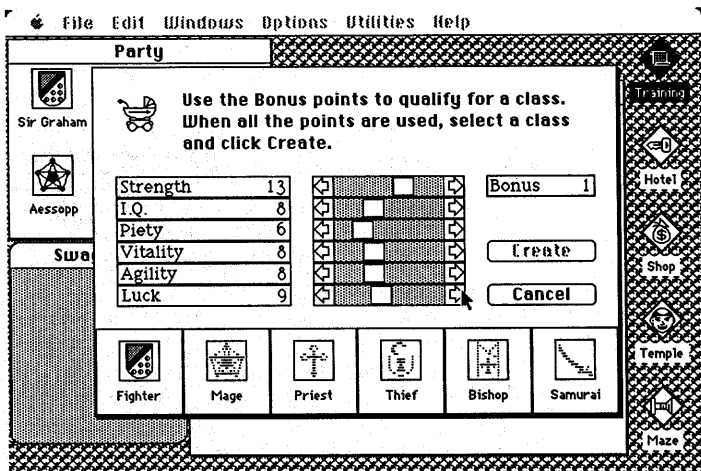 File Edit Windows Options Utilities Help
Party
Sir Graham
Aessopp
Swa
Use the Bonus points to qualify for a class.
When all the points are used, select a class
and click Create.
Strength 13
I.Q. 8
Piety 6
Vitality 8
Agility 8
Luck 9
Bonus 1
Create
Cancel
Fighter Mage Priest Thief Bishop Samurai
Training
Hotel
Shop
Temple
Maze